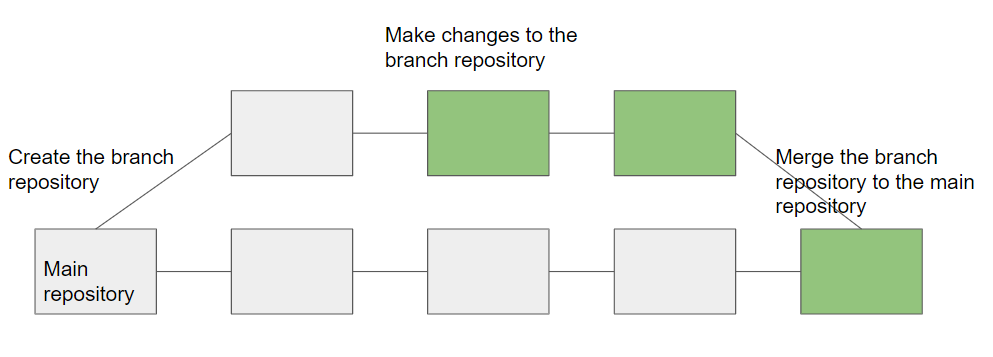 Make changes to the
branch repository
Create the branch
repository
Merge the branch
repository to the main
repository
Main
repository